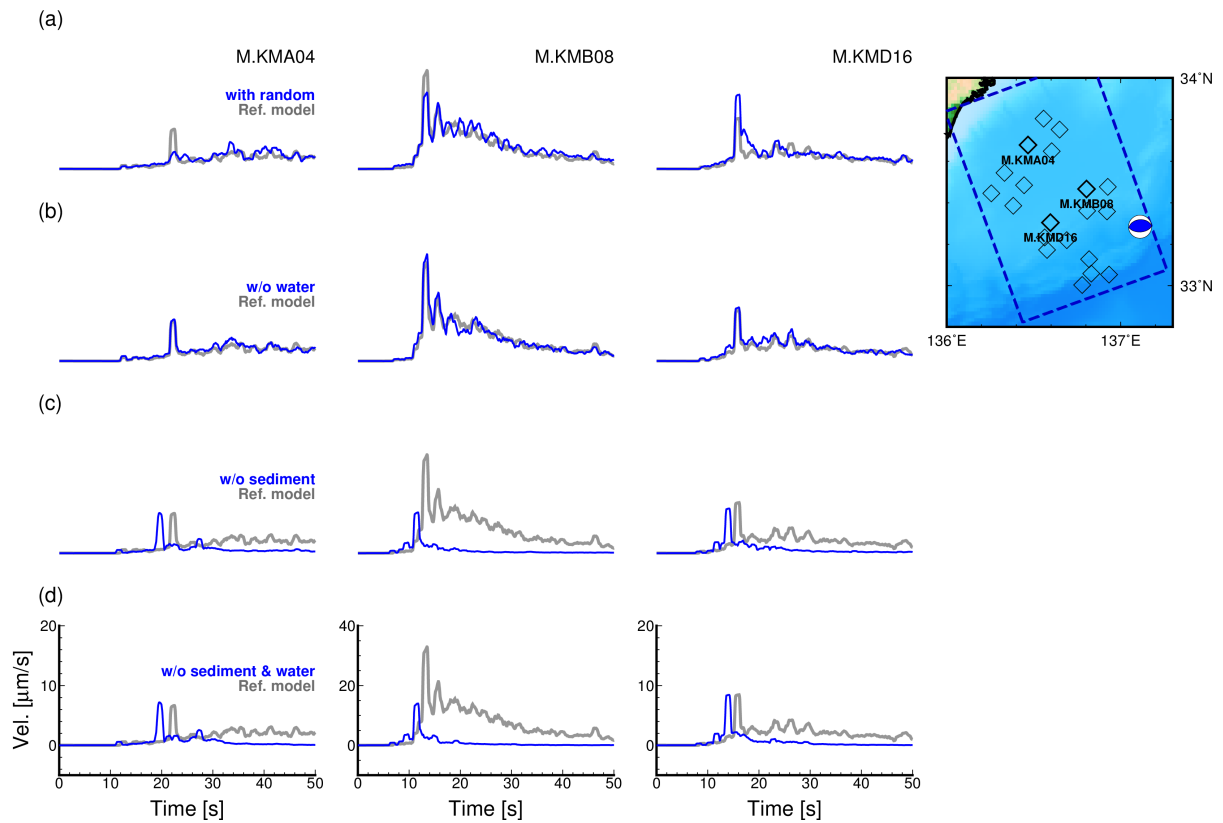 (a)
M.KMA04
M.KMB08
M.KMD16
with random
Ref. model
34°N
M.KMA04
M.KMB08
M.KMD16
33°N
136°E
137°E
(b)
w/o water
Ref. model
(c)
w/o sediment
Ref. model
(d)
w/o sediment & water
Ref. model
Vel. [μm/s]
20
10
0
40
20
0
20
10
0
0 10 20 30 40 50
0 10 20 30 40 50
0 10 20 30 40 50
Time [s]
Time [s]
Time [s]